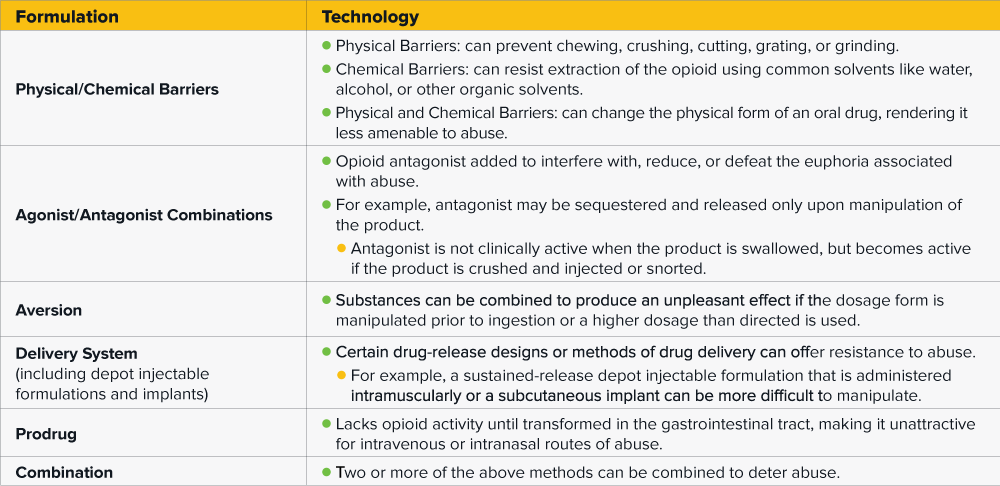 Formulation
Technology
Physical/Chemical Barriers
Physical Barriers: can prevent chewing, crushing, cutting, grating, or grinding.
Chemical Barriers: can resist extraction of the opioid using common solvents like water,
alcohol, or other organic solvents.
Physical and Chemical Barriers: can change the physical form of an oral drug, rendering it
less amenable to abuse.
Agonist/Antagonist Combinations
Opioid antagonist added to interfere with, reduce, or defeat the euphoria associated
with abuse.
For example, antagonist may be sequestered and released only upon manipulation of
the product.
Antagonist is not clinically active when the product is swallowed, but becomes active
if the product is crushed and injected or snorted.
Aversion
Substances can be combined to produce an unpleasant effect if the dosage form is
manipulated prior to ingestion or a higher dosage than directed is used.
Delivery System
(including depot injectable
formulations and implants)
Certain drug-release designs or methods of drug delivery can offer resistance to abuse.
For example, a sustained-release depot injectable formulation that is administered
intramuscularly or a subcutaneous implant can be more difficult to manipulate.
Prodrug
Lacks opioid activity until transformed in the gastrointestinal tract, making it unattractive
for intravenous or intranasal routes of abuse.
Combination
Two or more of the above methods can be combined to deter abuse.